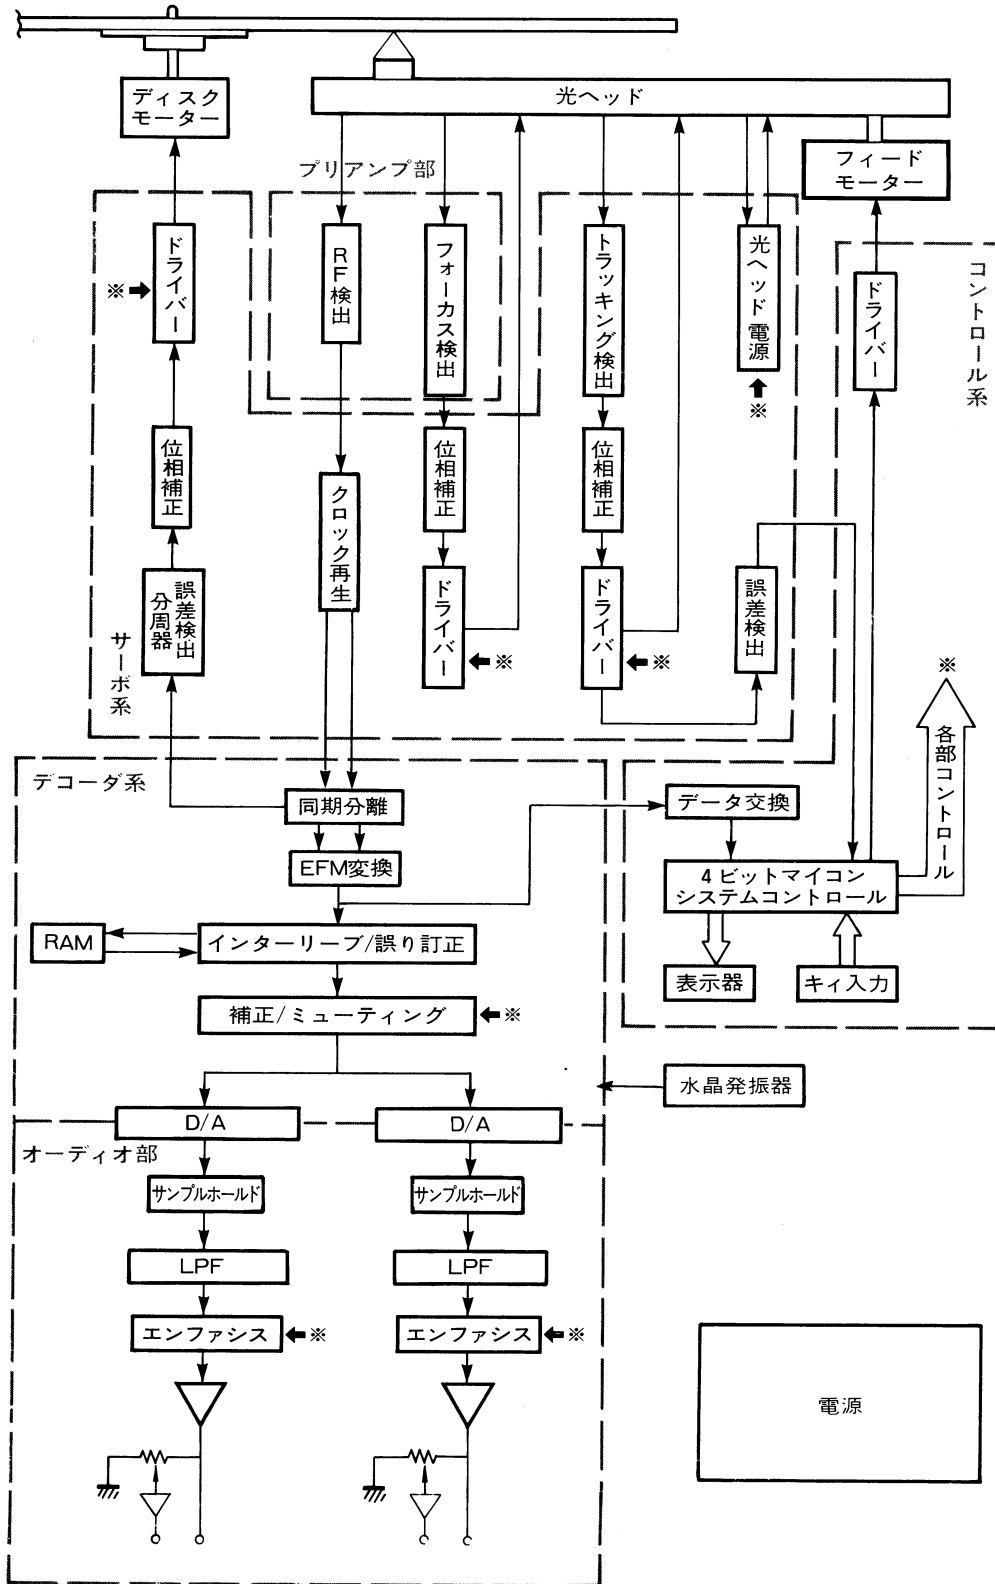 ディスク
モーター
光ヘッド
フィード
モーター
プリアンプ部
ドライバー
※
RF検出
フォーカス検出
トラッキング検出
光ヘッド電源
※
ドライバー
コントロール系
位相補正
クロック再生
位相補正
位相補正
誤差検出
分周器
サーボ系
ドライバー
※
ドライバー
※
誤差検出
※
各部コントロール
デコーダ系
同期分離
データ交換
EFM変換
4ビットマイコン
システムコントロール
RAM
インターリーブ/誤り訂正
表示器
キィ入力
補正/ミューティング
※
水晶発振器
D/A
D/A
オーディオ部
サンプルホールド
サンプルホールド
LPF
LPF
エンファシス
※
エンファシス
※
電源